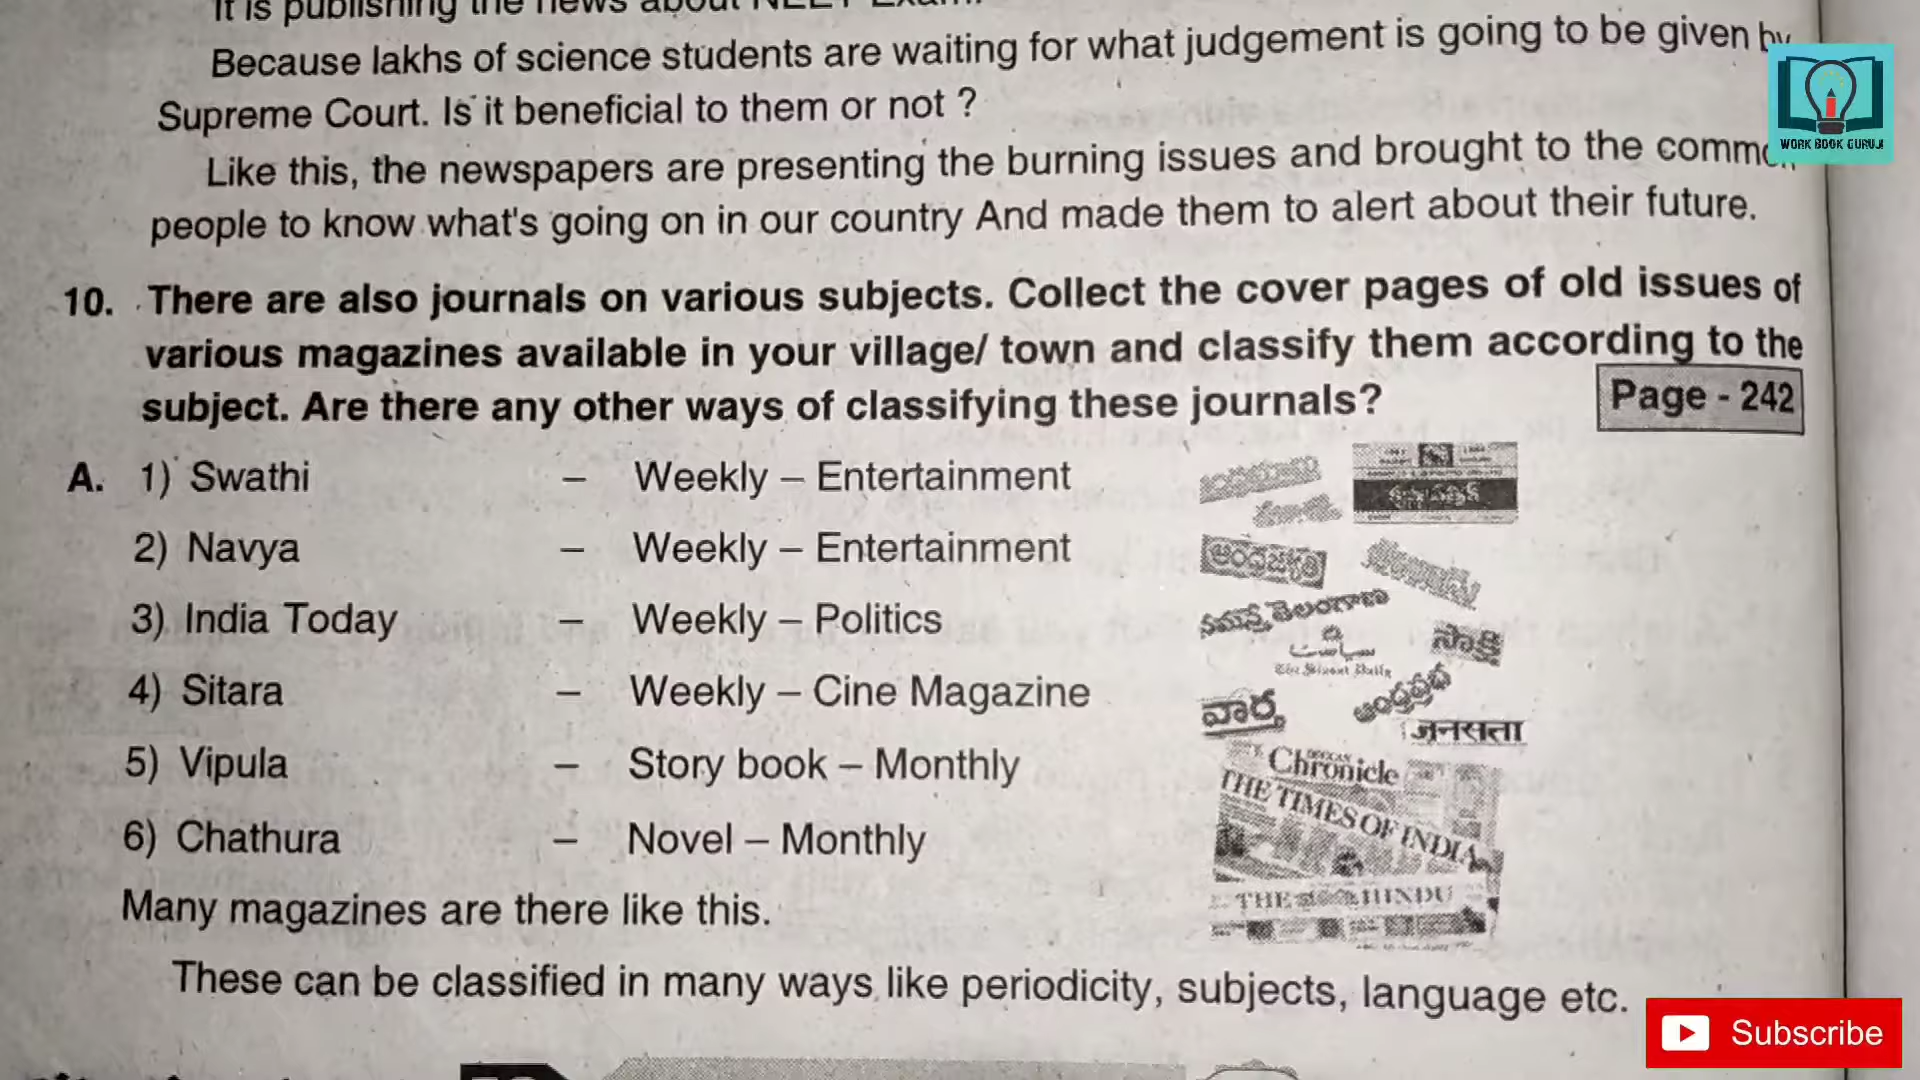 It is publishing the news about NEET Exam.
Because lakhs of science students are waiting for what judgement is going to be given by
Supreme Court. Is it beneficial to them or not ?
Like this, the newspapers are presenting the burning issues and brought to the common
people to know what's going on in our country And made them to alert about their future.
WORK BOOK GURUJI
10. There are also journals on various subjects. Collect the cover pages of old issues of
various magazines available in your village/ town and classify them according to the
subject. Are there any other ways of classifying these journals?
Page - 242
A. 1) Swathi – Weekly – Entertainment
2) Navya – Weekly – Entertainment
3) India Today – Weekly – Politics
4) Sitara – Weekly – Cine Magazine
5) Vipula – Story book – Monthly
6) Chathura – Novel – Monthly
Many magazines are there like this.
These can be classified in many ways like periodicity, subjects, language etc.
ఆంధ్రజ్యోతి
నమస్తే తెలంగాణ
سیاست
The Siasat Daily
సాక్షి
వార్త
ఆంధ్రప్రభ
जनसत्ता
DECCAN
Chronicle
THE TIMES OF INDIA
THE HINDU
Subscribe